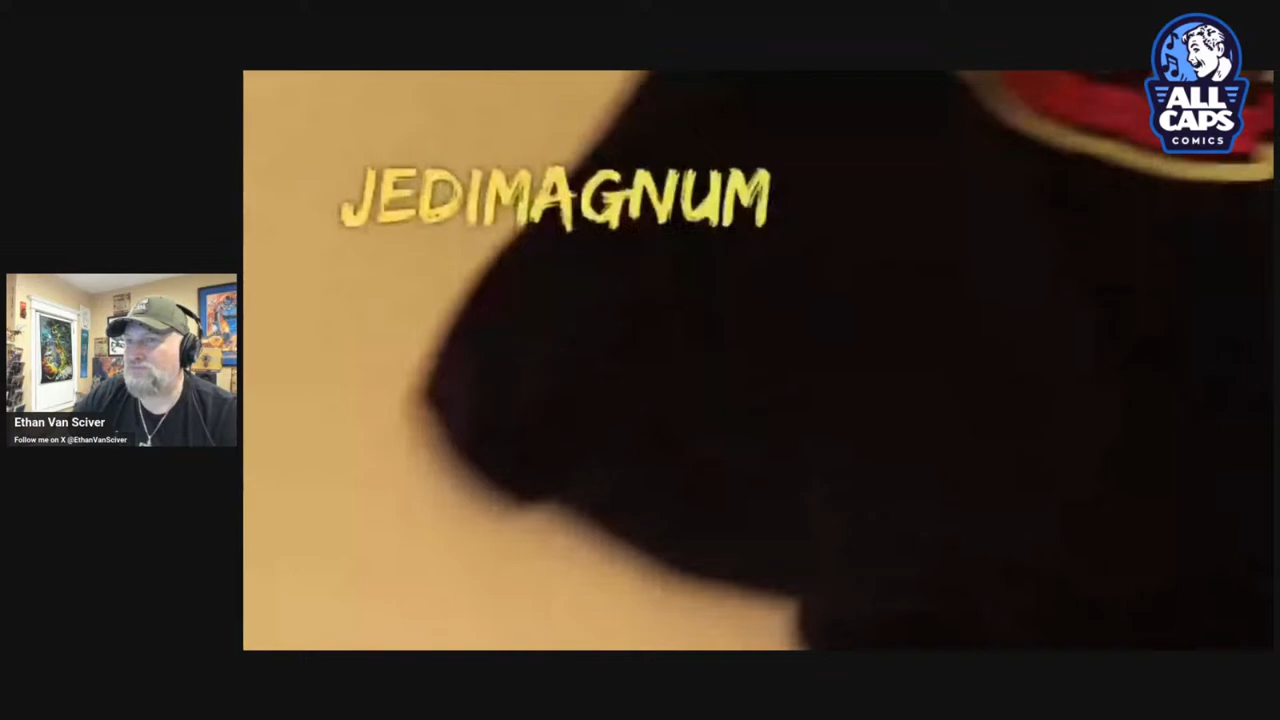 ALL
CAPS
COMICS
JEDIMAGNUM
Ethan Van Sciver
Follow me on X @EthanVanSciver